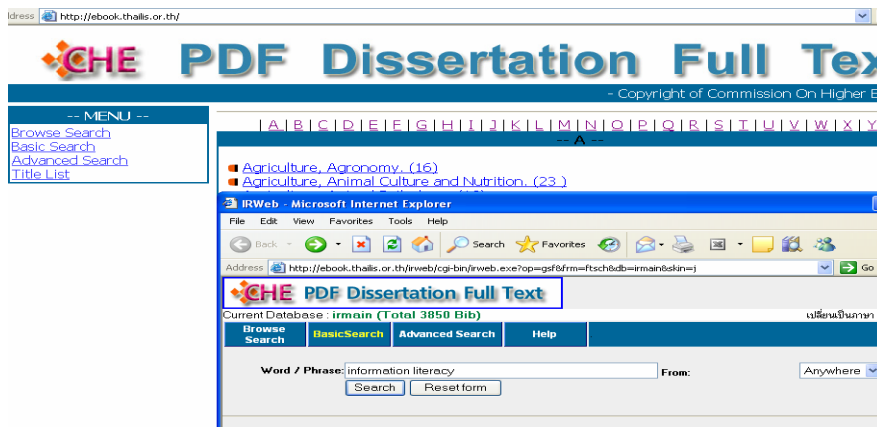 dress http://ebook.thailis.or.th/
CHE PDF Dissertation Full Tex
- Copyright of Commission On Higher E
-- MENU --
Browse Search
Basic Search
Advanced Search
Title List
| A | B | C | D | E | F | G | H | I | J | K | L | M | N | O | P | Q | R | S | T | U | V | W | X | Y
-- A --
Agriculture, Agronomy. (16)
Agriculture, Animal Culture and Nutrition. (23 )
IRWeb - Microsoft Internet Explorer
File Edit View Favorites Tools Help
Back Search Favorites
Address http://ebook.thailis.or.th/irweb/cgi-bin/irweb.exe?op=gsf&frm=ftsch&db=irmain&skin=j Go
CHE PDF Dissertation Full Text
Current Database : irmain (Total 3850 Bib) เปลี่ยนเป็นภาษา
Browse Search BasicSearch Advanced Search Help
Word / Phrase: information literacy From: Anywhere
Search Reset form